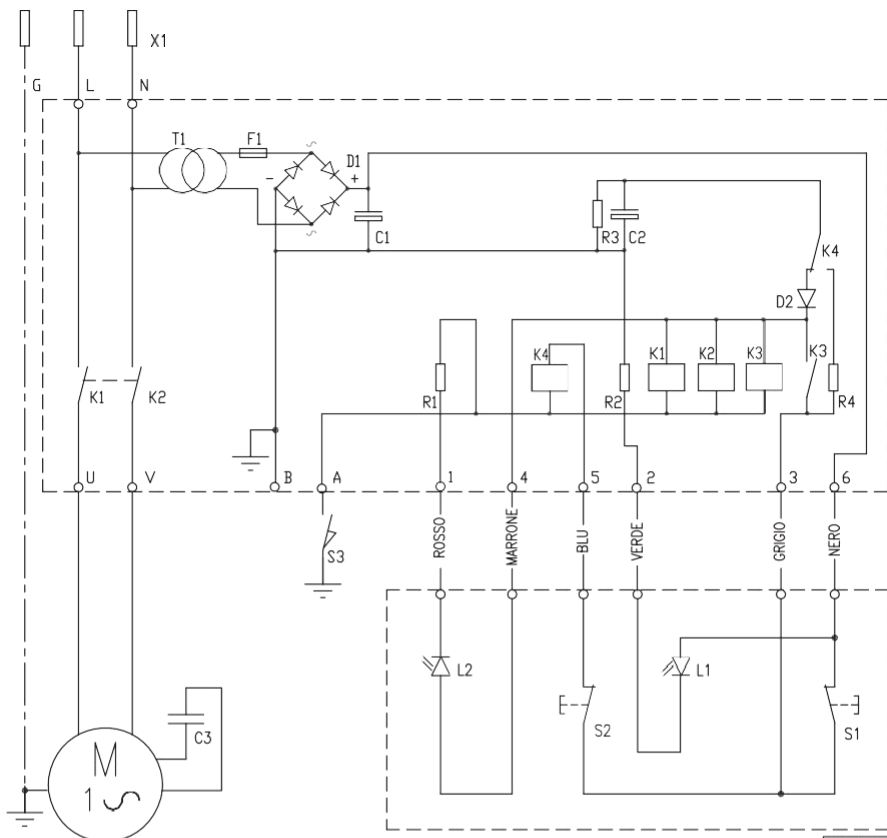 X1
G L N
T1 F1
D1
- +
C1 R3 C2 K4
D2
K4 K1 K2 K3 K3
R1 R2 R4
K1 K2
U V B A 1 4 5 2 3 6
S3 ROSSO MARRONE BLU VERDE GRIGIO NERO
L2 L1
S2 S1
C3
M
1